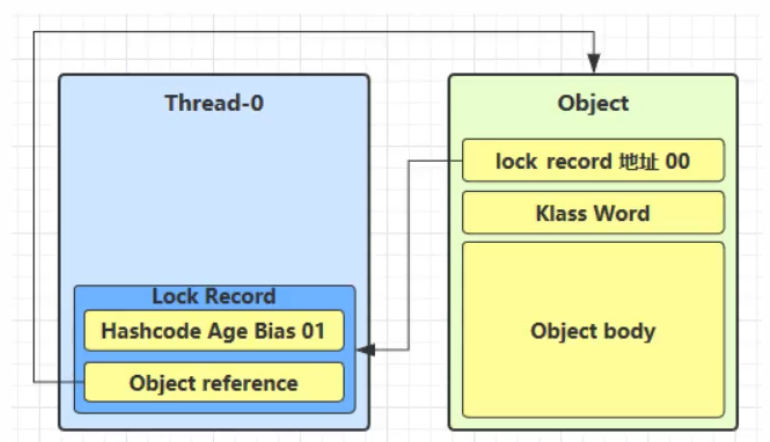 Thread-0
Lock Record
Hashcode Age Bias 01
Object reference
Object
lock record 地址 00
Klass Word
Object body